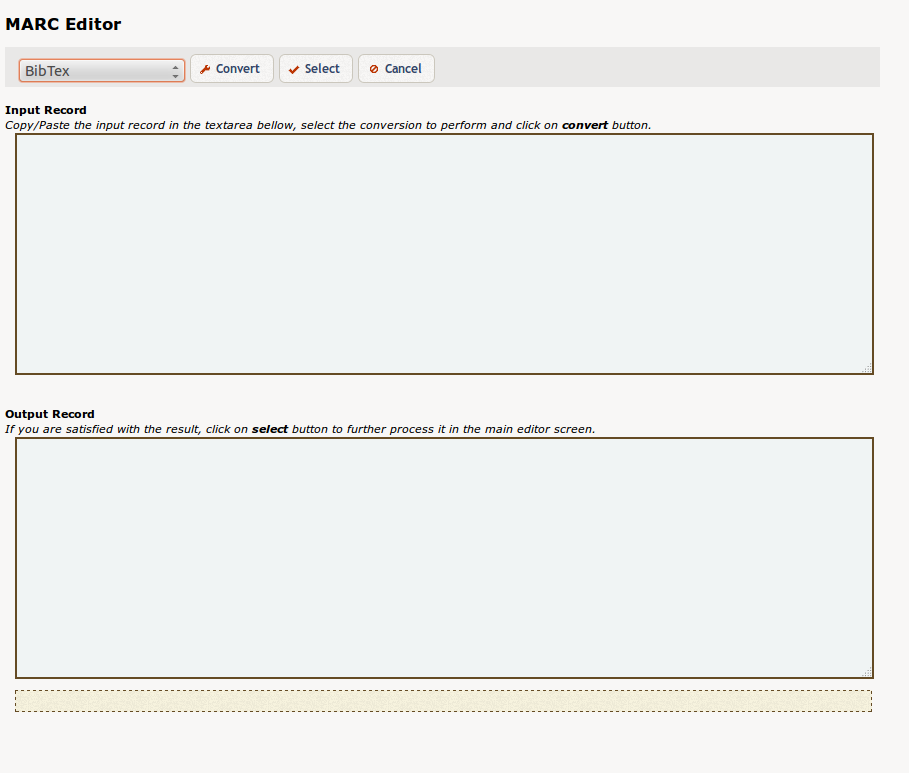 MARC Editor
BibTex Convert Select Cancel
Input Record
Copy/Paste the input record in the textarea bellow, select the conversion to perform and click on convert button.
Output Record
If you are satisfied with the result, click on select button to further process it in the main editor screen.